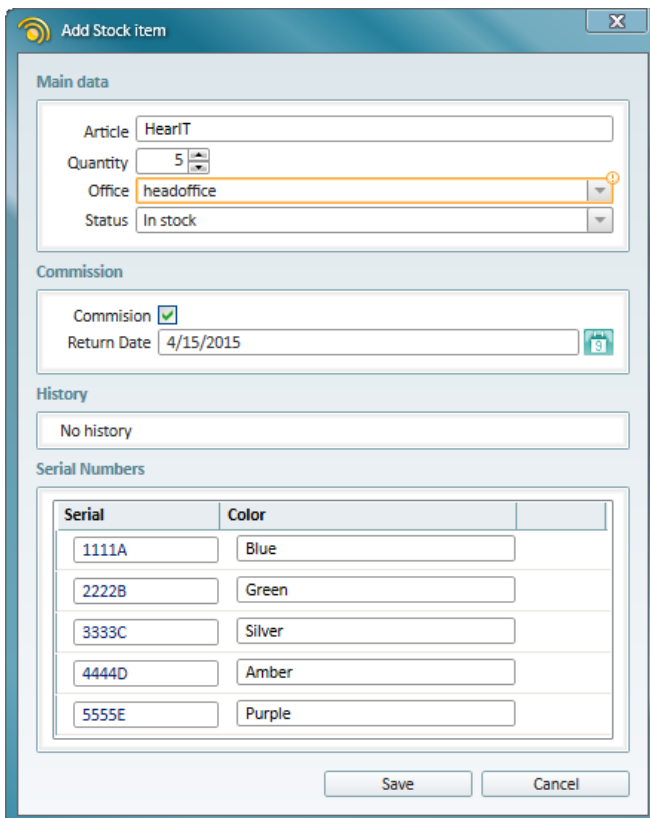 Add Stock item
Main data
Article HearIT
Quantity 5
Office headoffice
Status In stock
Commission
Commision
Return Date 4/15/2015
9
History
No history
Serial Numbers
Serial Color
1111A Blue
2222B Green
3333C Silver
4444D Amber
5555E Purple
Save Cancel